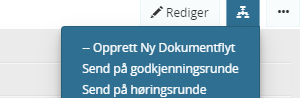 Rediger
-- Opprett Ny Dokumentflyt
Send på godkjenningsrunde
Send på høringsrunde